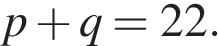 p + q = 22.